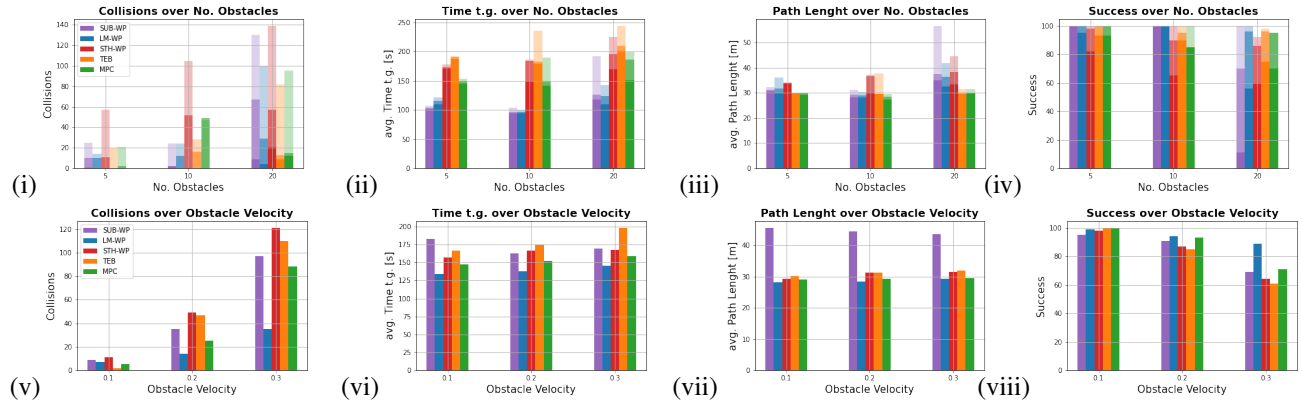 Collisions over No. Obstacles
140
120
100
80
60
40
20
0
SUB-WP
LM-WP
STH-WP
TEB
MPC
Collisions
5
10
20
No. Obstacles
(i)
Time t.g. over No. Obstacles
250
200
150
100
50
0
avg. Time t.g. [s]
5
10
20
No. Obstacles
(ii)
Path Lenght over No. Obstacles
50
40
30
20
10
0
avg. Path Lenght [m]
5
10
20
No. Obstacles
(iii)
Success over No. Obstacles
100
80
60
40
20
0
Success
5
10
20
No. Obstacles
(iv)
Collisions over Obstacle Velocity
120
100
80
60
40
20
0
SUB-WP
LM-WP
STH-WP
TEB
MPC
Collisions
0.1
0.2
0.3
Obstacle Velocity
(v)
Time t.g. over Obstacle Velocity
200
175
150
125
100
75
50
25
0
avg. Time t.g. [s]
0.1
0.2
0.3
Obstacle Velocity
(vi)
Path Lenght over Obstacle Velocity
40
30
20
10
0
avg. Path Lenght [m]
0.1
0.2
0.3
Obstacle Velocity
(vii)
Success over Obstacle Velocity
100
80
60
40
20
0
Success
0.1
0.2
0.3
Obstacle Velocity
(viii)